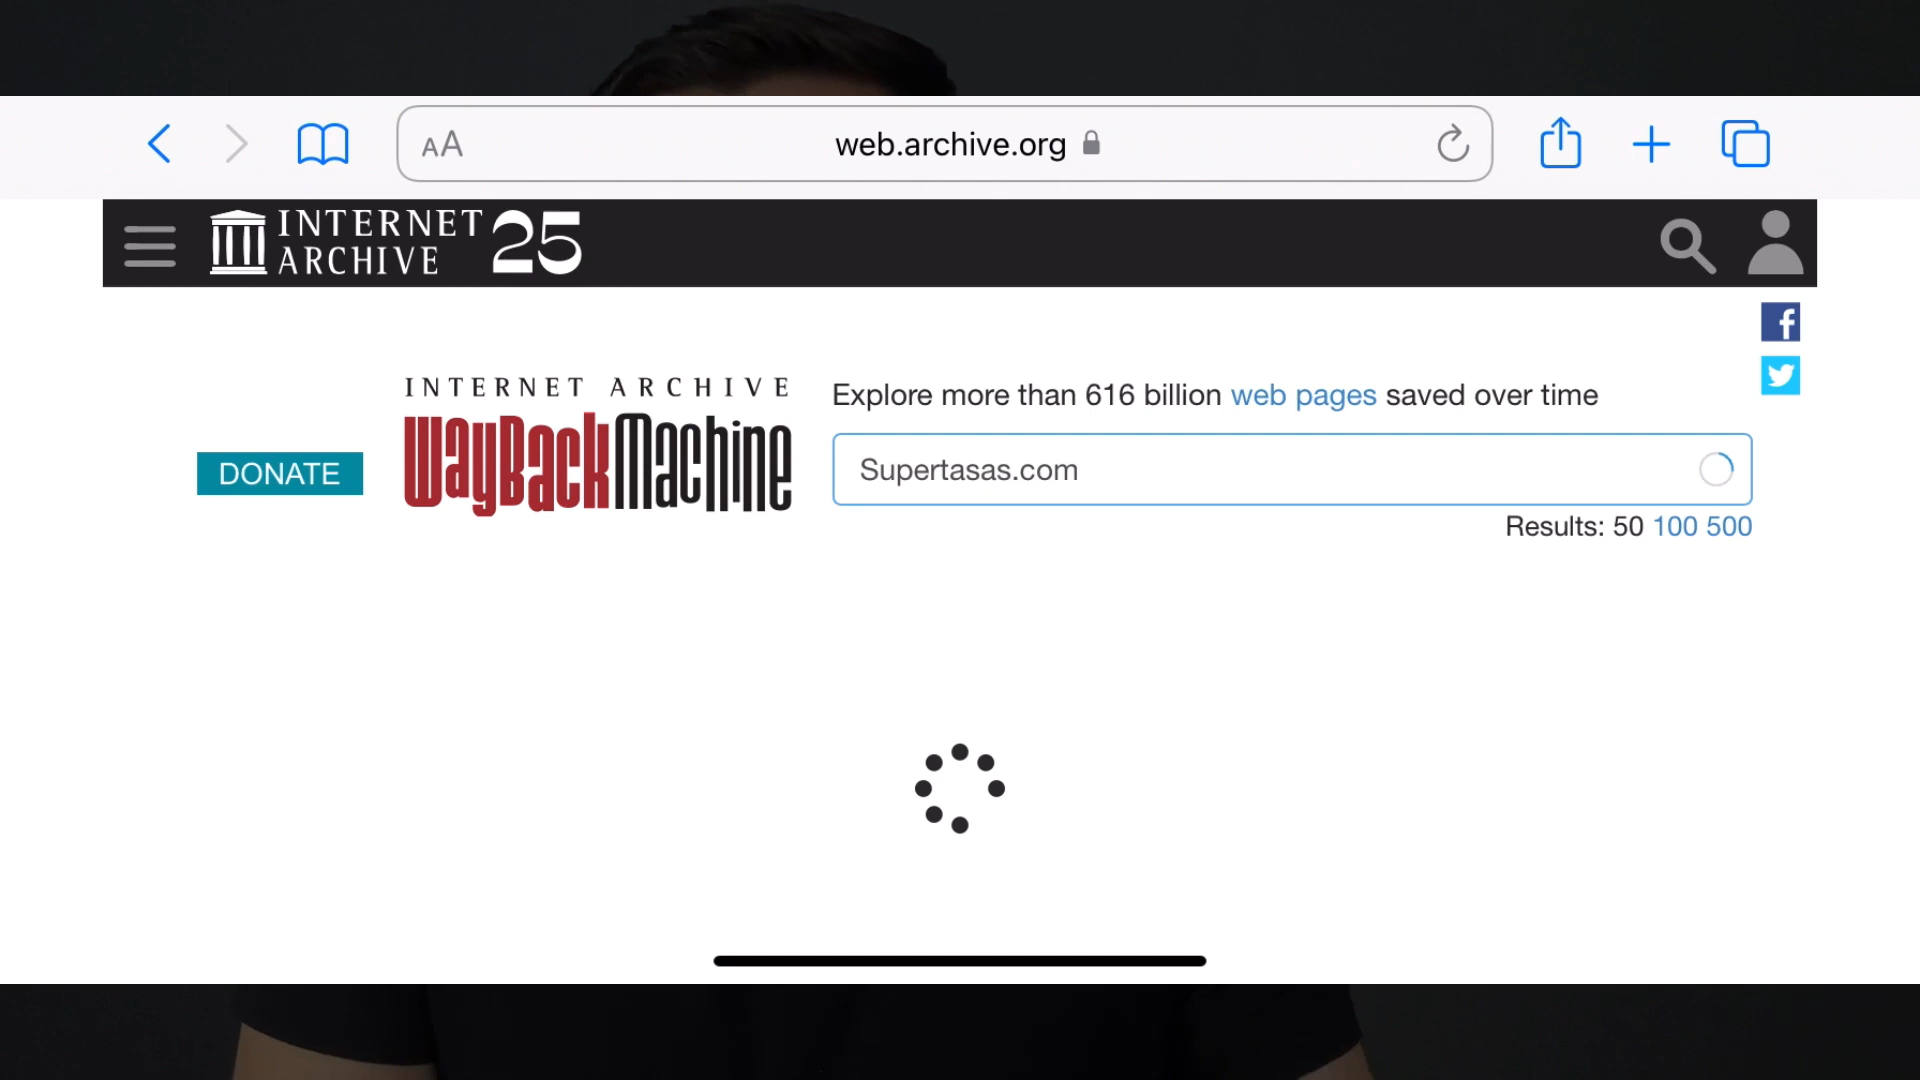 AA
web.archive.org
INTERNET
ARCHIVE
25
f
INTERNET ARCHIVE
WayBackMachine
Explore more than 616 billion web pages saved over time
DONATE
Supertasas.com
Results: 50 100 500